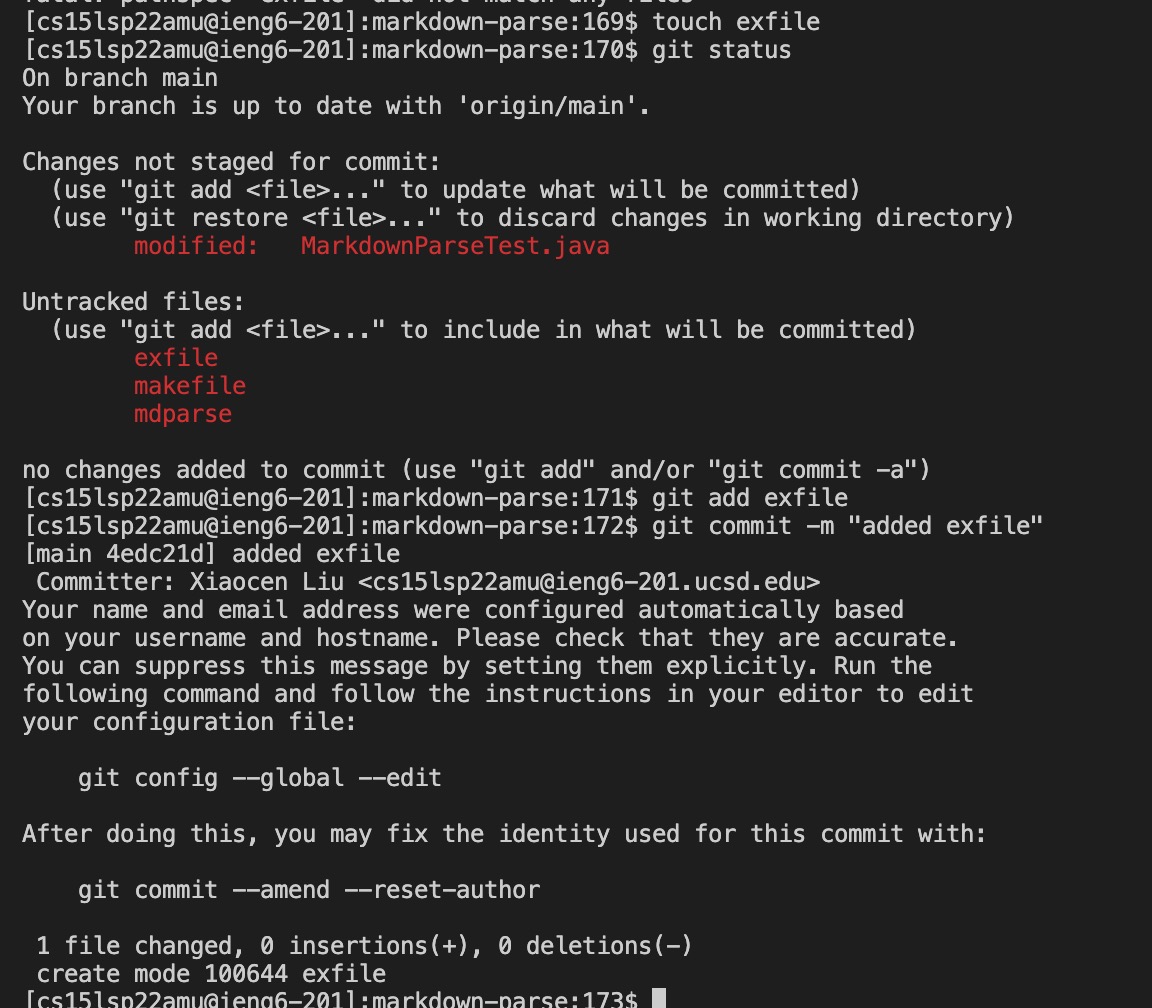 fatal: pathspec 'exfile' did not match any files
[cs15lsp22amu@ieng6-201]:markdown-parse:169$ touch exfile
[cs15lsp22amu@ieng6-201]:markdown-parse:170$ git status
On branch main
Your branch is up to date with 'origin/main'.
Changes not staged for commit:
(use "git add <file>..." to update what will be committed)
(use "git restore <file>..." to discard changes in working directory)
modified: MarkdownParseTest.java
Untracked files:
(use "git add <file>..." to include in what will be committed)
exfile
makefile
mdparse
no changes added to commit (use "git add" and/or "git commit -a")
[cs15lsp22amu@ieng6-201]:markdown-parse:171$ git add exfile
[cs15lsp22amu@ieng6-201]:markdown-parse:172$ git commit -m "added exfile"
[main 4edc21d] added exfile
Committer: Xiaocen Liu <cs15lsp22amu@ieng6-201.ucsd.edu>
Your name and email address were configured automatically based
on your username and hostname. Please check that they are accurate.
You can suppress this message by setting them explicitly. Run the
following command and follow the instructions in your editor to edit
your configuration file:
git config --global --edit
After doing this, you may fix the identity used for this commit with:
git commit --amend --reset-author
1 file changed, 0 insertions(+), 0 deletions(-)
create mode 100644 exfile
[cs15lsp22amu@ieng6-201]:markdown-parse:173$